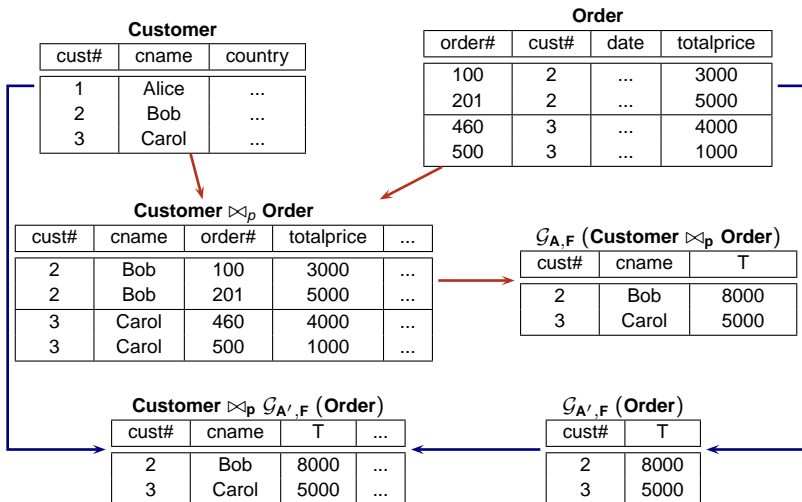 Customer
cust# cname country
1 Alice ...
2 Bob ...
3 Carol ...
Order
order# cust# date totalprice
100 2 ... 3000
201 2 ... 5000
460 3 ... 4000
500 3 ... 1000
Customer ⋈p Order
cust# cname order# totalprice ...
2 Bob 100 3000 ...
2 Bob 201 5000 ...
3 Carol 460 4000 ...
3 Carol 500 1000 ...
𝒢A,F (Customer ⋈p Order)
cust# cname T
2 Bob 8000
3 Carol 5000
Customer ⋈p 𝒢A′,F (Order)
cust# cname T ...
2 Bob 8000 ...
3 Carol 5000 ...
𝒢A′,F (Order)
cust# T
2 8000
3 5000